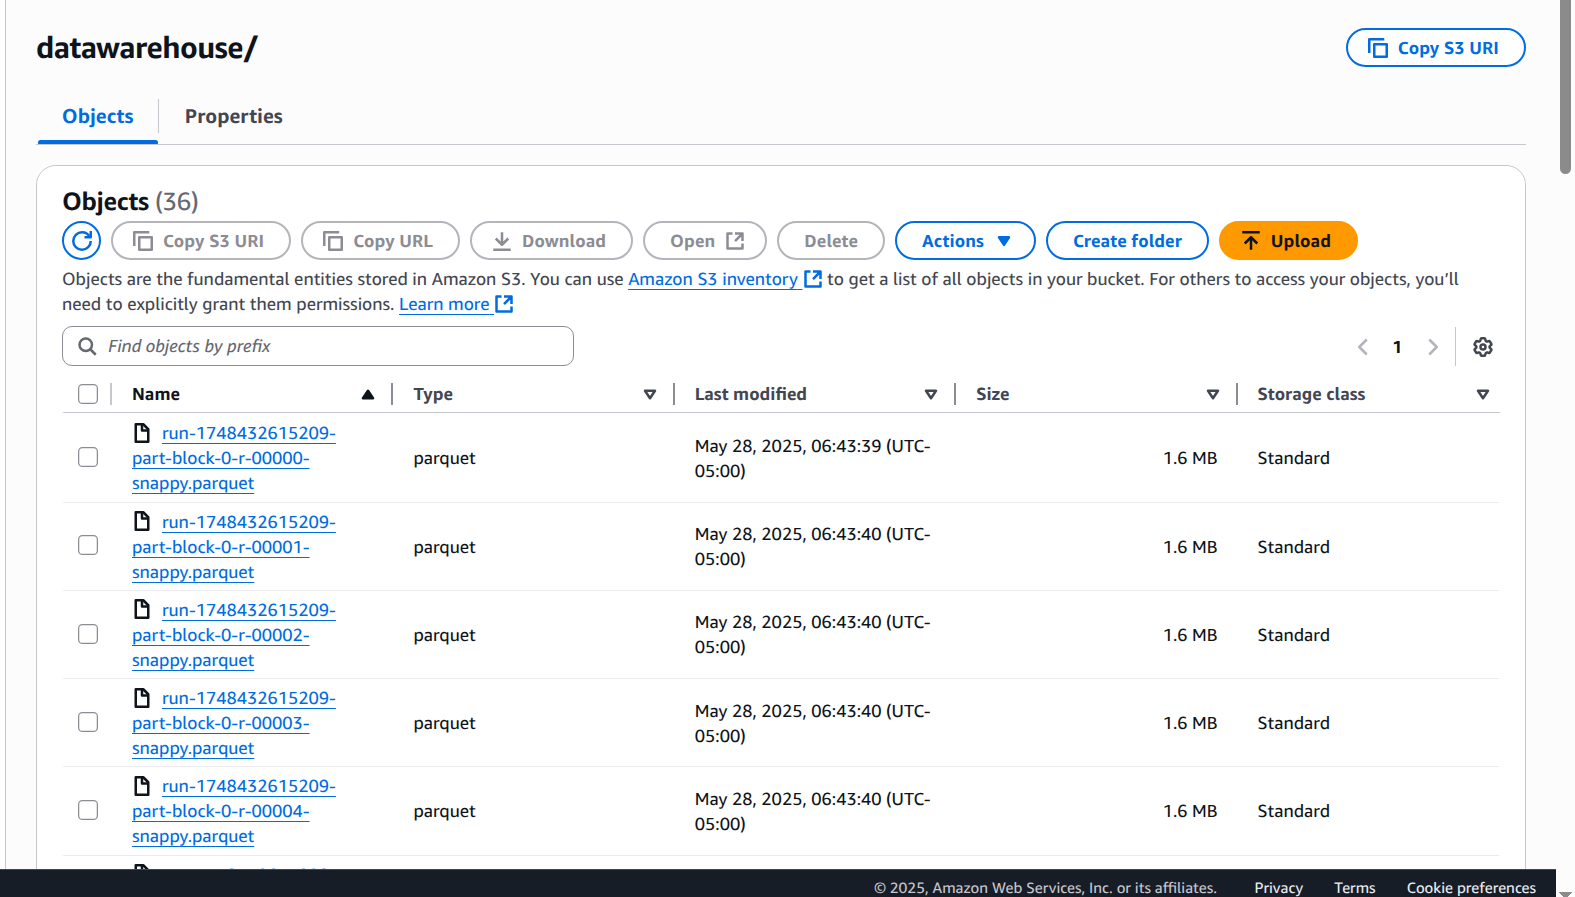 datawarehouse/
Copy S3 URI
Objects
Properties
Objects (36)
Copy S3 URI
Copy URL
Download
Open
Delete
Actions
Create folder
Upload
Objects are the fundamental entities stored in Amazon S3. You can use Amazon S3 inventory to get a list of all objects in your bucket. For others to access your objects, you’ll
need to explicitly grant them permissions. Learn more
Find objects by prefix
1
Name
Type
Last modified
Size
Storage class
run-1748432615209-
part-block-0-r-00000-
snappy.parquet
parquet
May 28, 2025, 06:43:39 (UTC-
05:00)
1.6 MB
Standard
run-1748432615209-
part-block-0-r-00001-
snappy.parquet
parquet
May 28, 2025, 06:43:40 (UTC-
05:00)
1.6 MB
Standard
run-1748432615209-
part-block-0-r-00002-
snappy.parquet
parquet
May 28, 2025, 06:43:40 (UTC-
05:00)
1.6 MB
Standard
run-1748432615209-
part-block-0-r-00003-
snappy.parquet
parquet
May 28, 2025, 06:43:40 (UTC-
05:00)
1.6 MB
Standard
run-1748432615209-
part-block-0-r-00004-
snappy.parquet
parquet
May 28, 2025, 06:43:40 (UTC-
05:00)
1.6 MB
Standard
© 2025, Amazon Web Services, Inc. or its affiliates.
Privacy
Terms
Cookie preferences